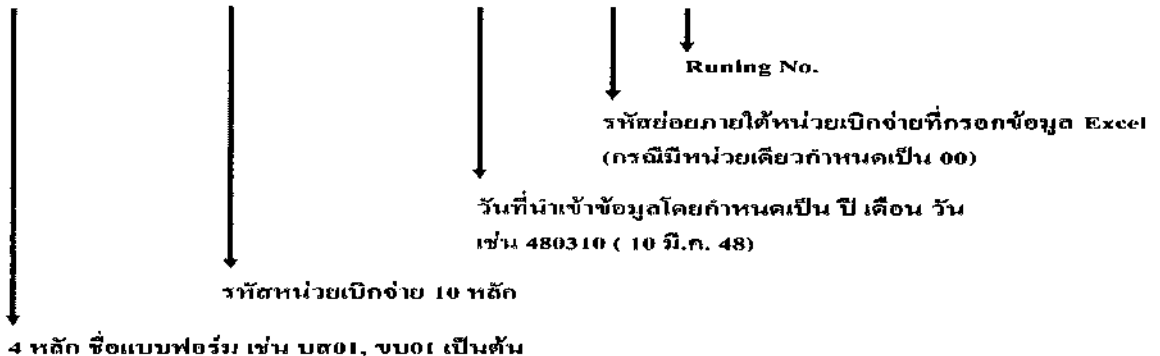 Runing No.
รหัสย่อยภายใต้หน่วยเบิกจ่ายที่กรอกข้อมูล Excel
(กรณีมีหน่วยเดียวกำหนดเป็น 00)
วันที่นำเข้าข้อมูลโดยกำหนดเป็น ปี เดือน วัน
เช่น 480310 ( 10 มี.ค. 48)
รหัสหน่วยเบิกจ่าย 10 หลัก
4 หลัก ชื่อแบบฟอร์ม เช่น บส01, ขบ01 เป็นต้น